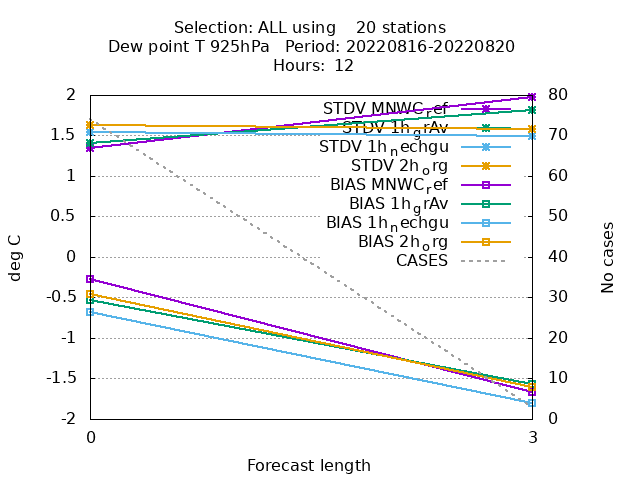 Selection: ALL using 20 stations
Dew point T 925hPa Period: 20220816-20220820
Hours: 12
2 80
STDV MNWC_ref
STDV 1h_grAv
1.5 70
STDV 1h_nechgu
STDV 2h_org
1 60
BIAS MNWC_ref
BIAS 1h_grAv
0.5 50
BIAS 1h_nechgu
BIAS 2h_org
0 40
CASES
deg C
No cases
-0.5 30
-1 20
-1.5 10
-2 0
0 3
Forecast length